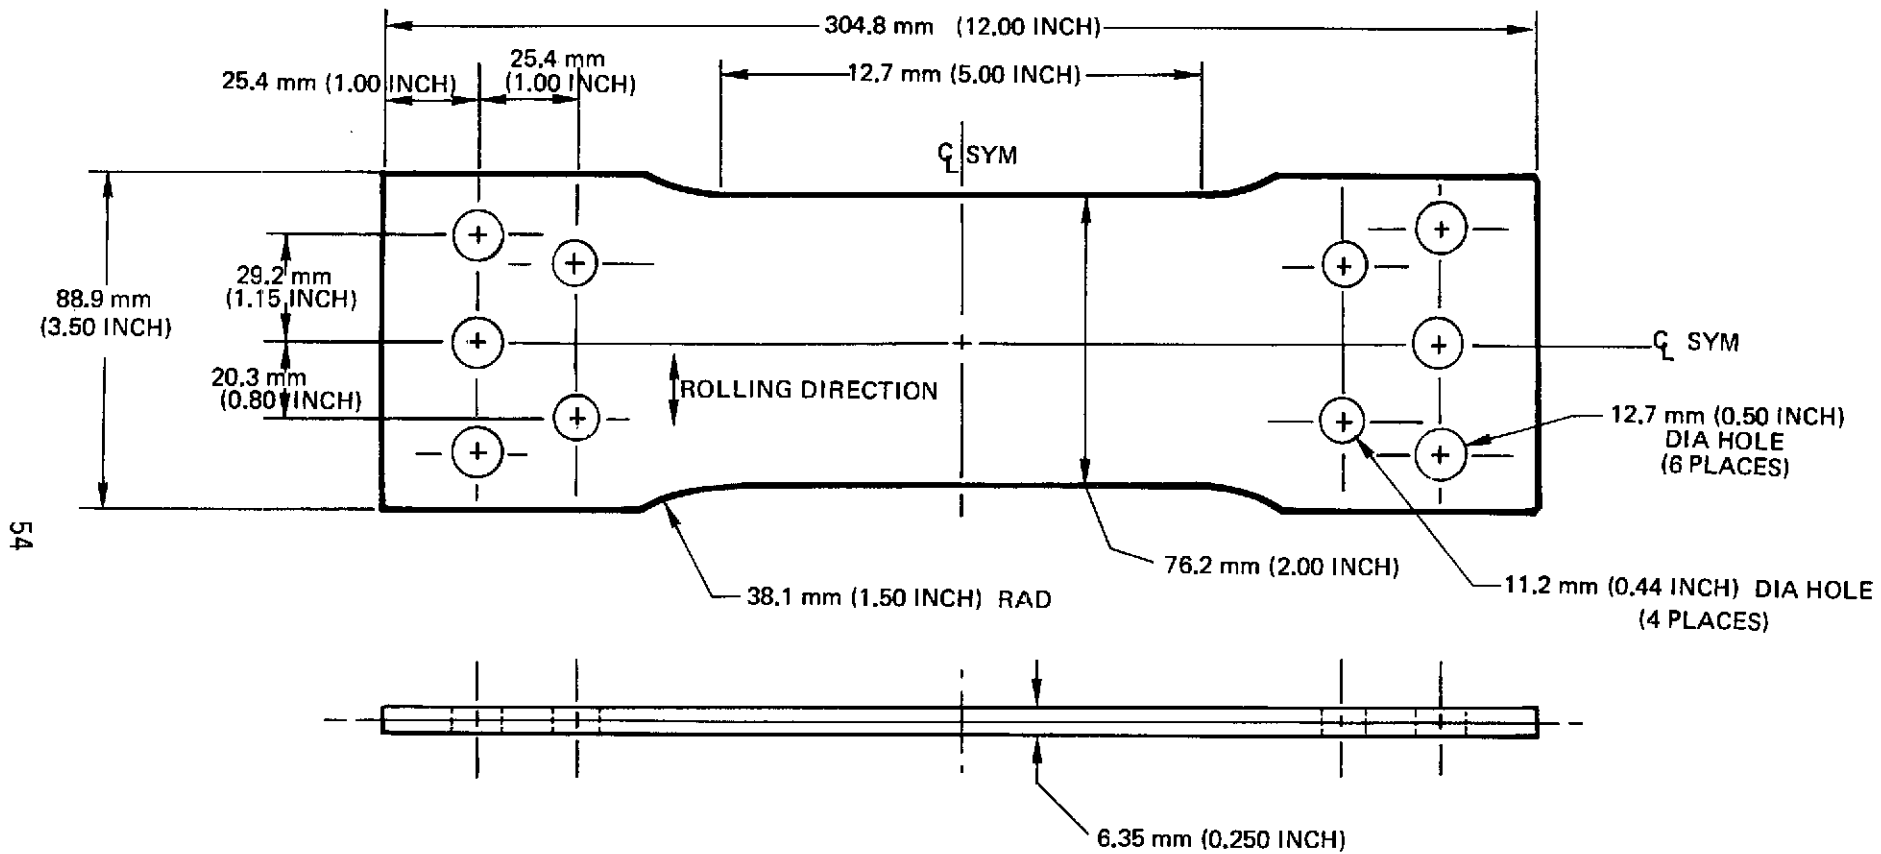 304.8 mm (12.00 INCH)
25.4 mm
(1.00 INCH)
25.4 mm (1.00 INCH)
12.7 mm (5.00 INCH)
℄ SYM
29.2 mm
(1.15 INCH)
88.9 mm
(3.50 INCH)
℄ SYM
20.3 mm
(0.80 INCH)
ROLLING DIRECTION
12.7 mm (0.50 INCH)
DIA HOLE
(6 PLACES)
54
76.2 mm (2.00 INCH)
11.2 mm (0.44 INCH) DIA HOLE
(4 PLACES)
38.1 mm (1.50 INCH) RAD
6.35 mm (0.250 INCH)